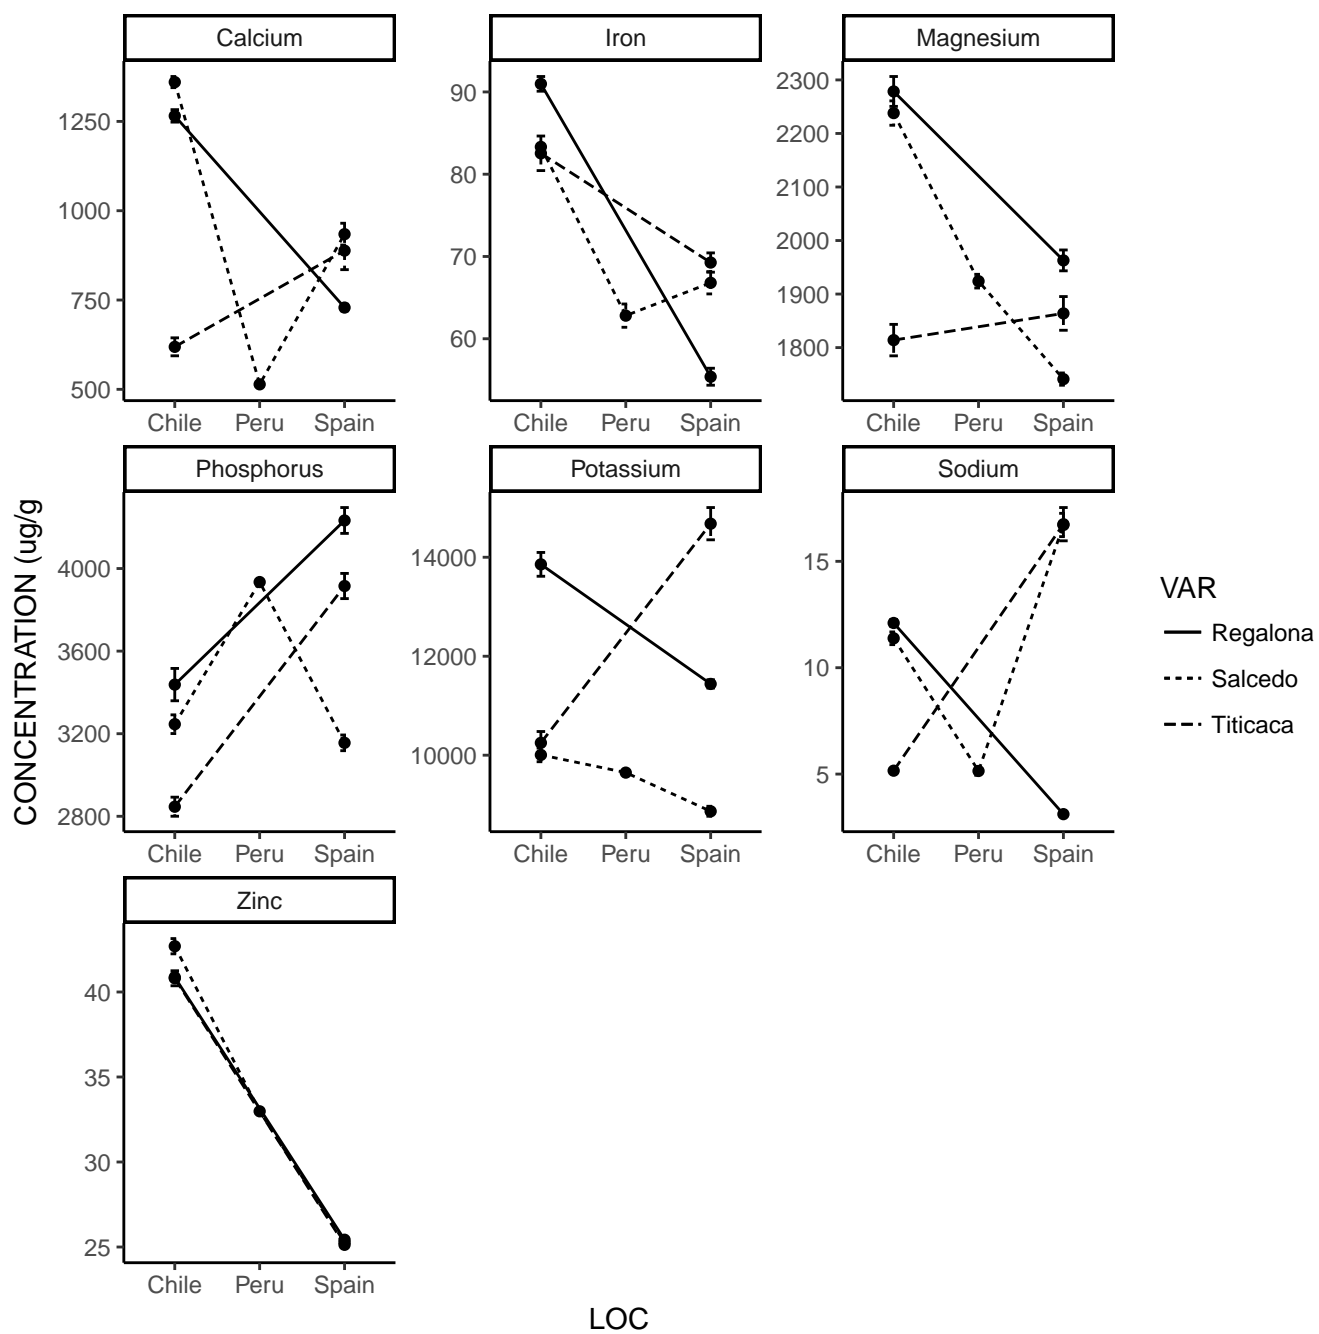 Calcium
Iron
Magnesium
1250
1000
750
500
90
80
70
60
2300
2200
2100
2000
1900
1800
Chile Peru Spain
Chile Peru Spain
Chile Peru Spain
Phosphorus
Potassium
Sodium
4000
3600
3200
2800
14000
12000
10000
15
10
5
Chile Peru Spain
Chile Peru Spain
Chile Peru Spain
Zinc
40
35
30
25
Chile Peru Spain
CONCENTRATION (ug/g
LOC
VAR
Regalona
Salcedo
Titicaca